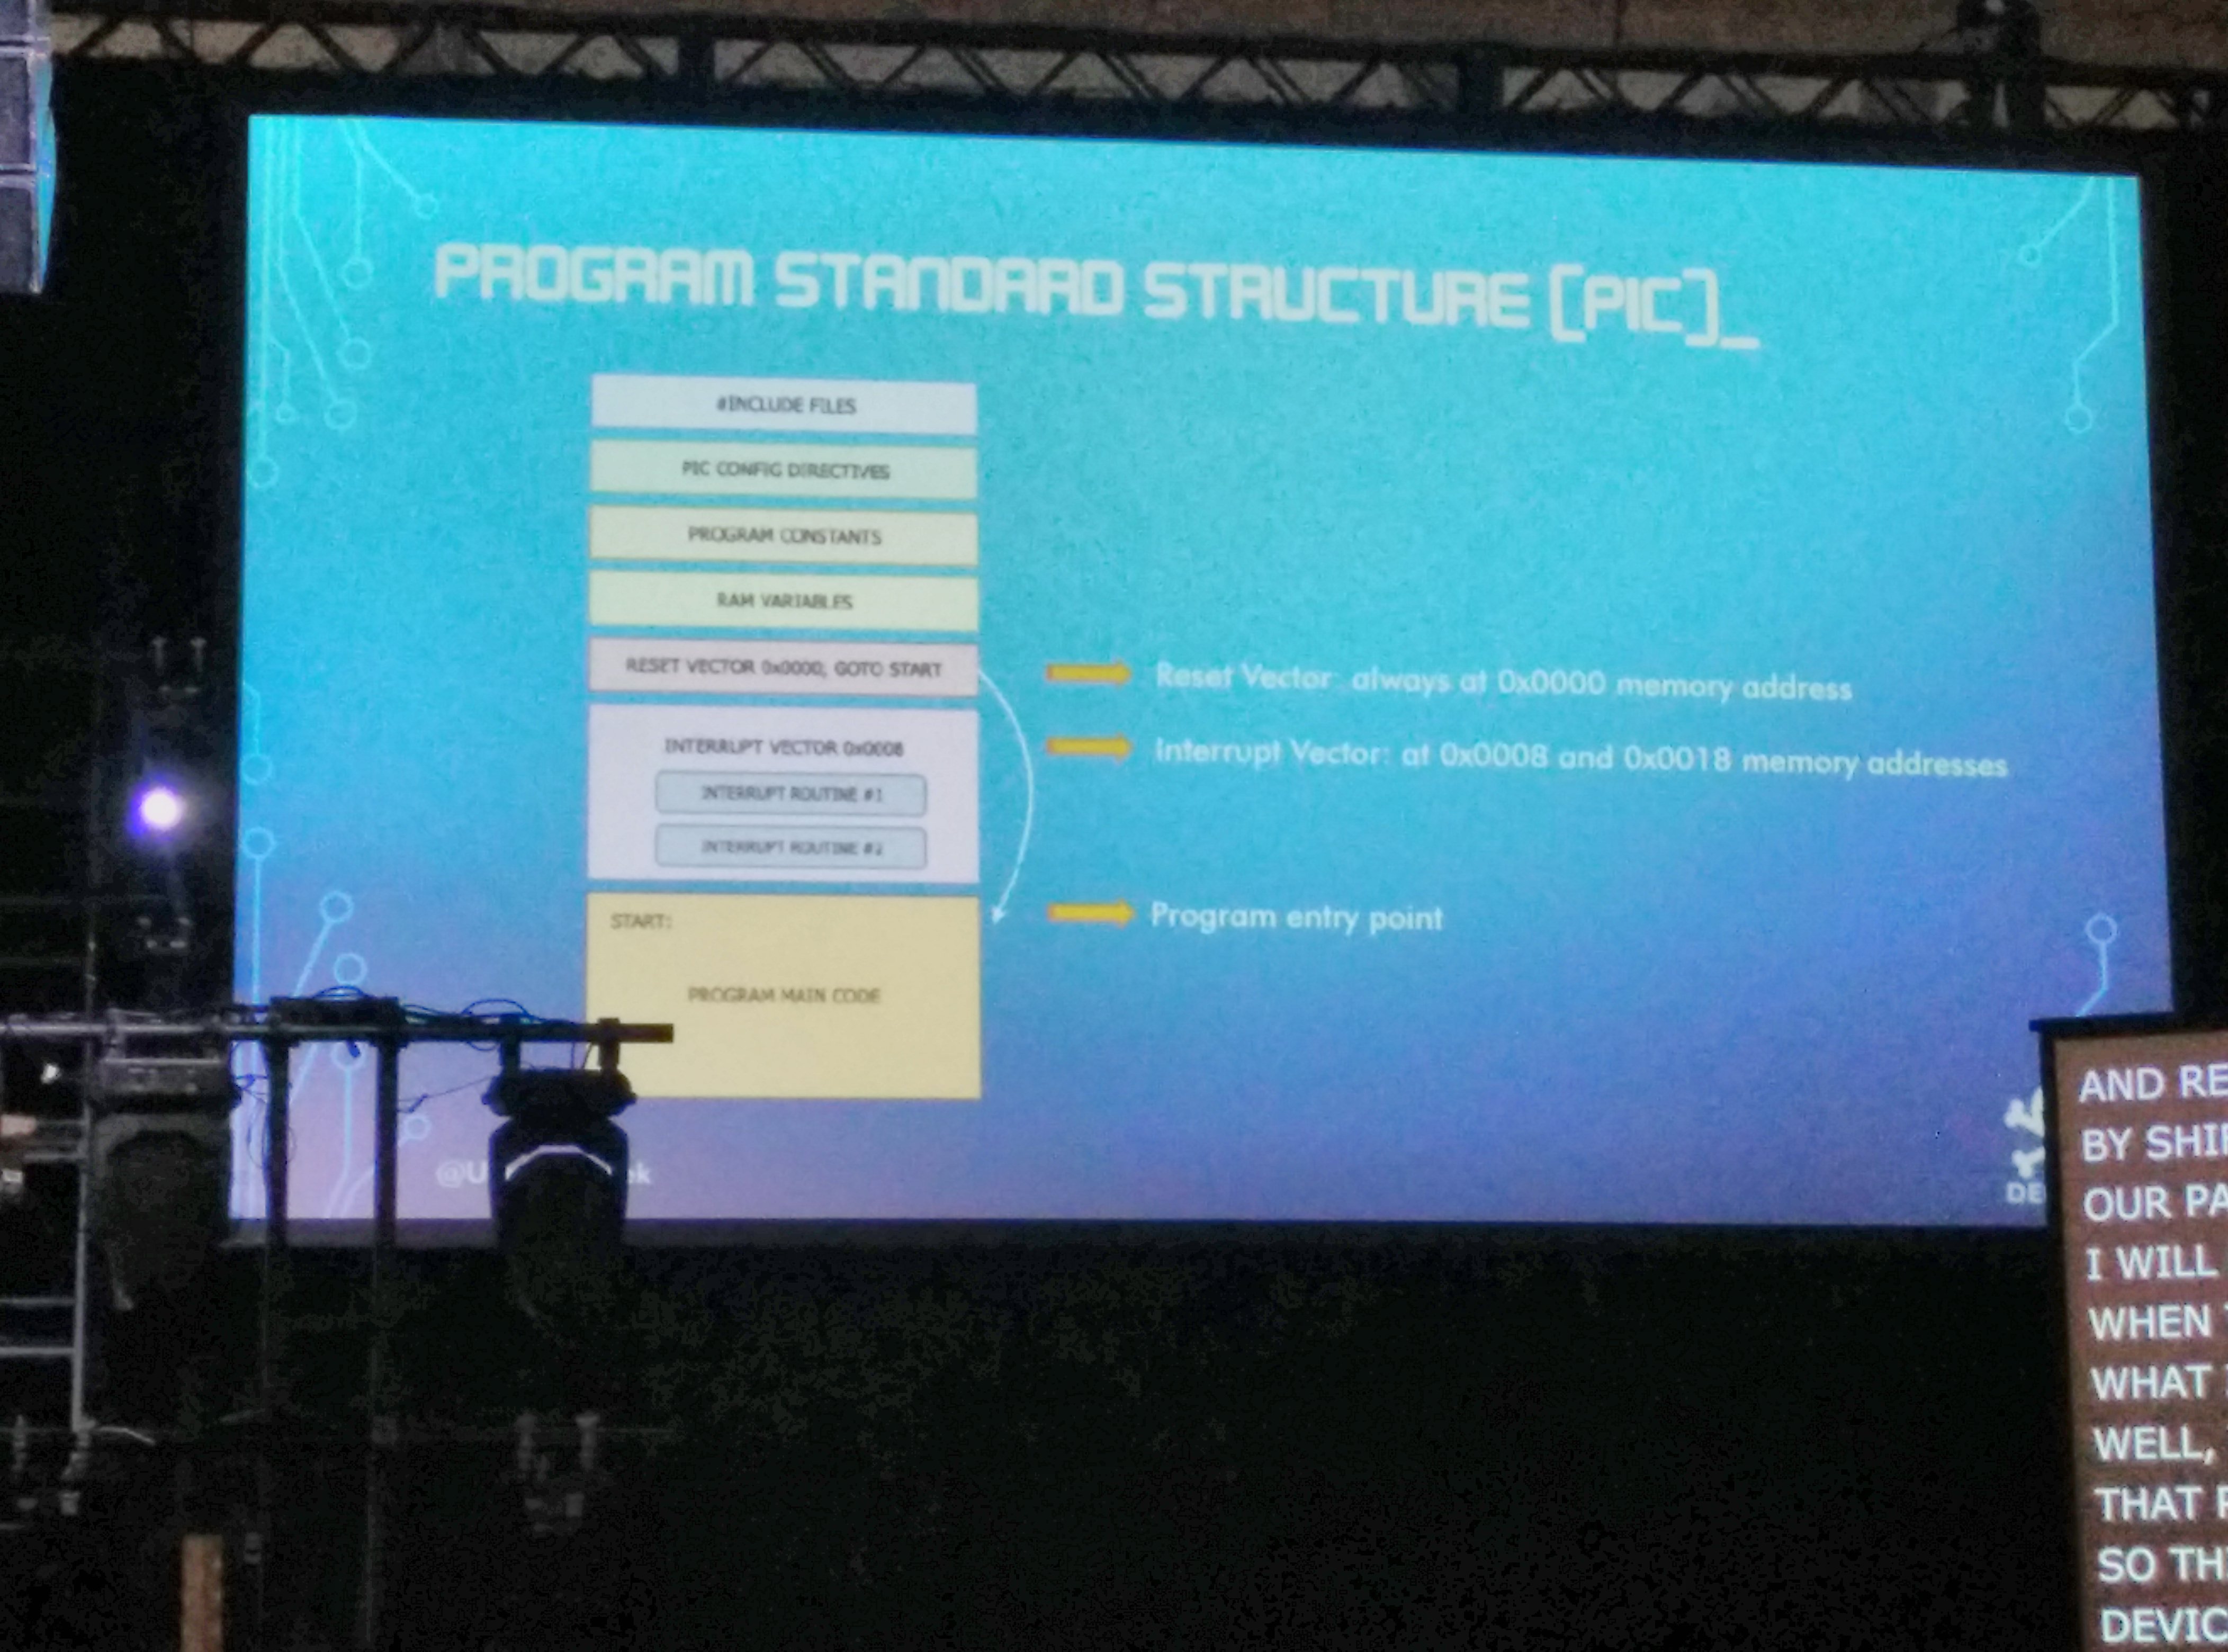 PROGRAM STANDARD STRUCTURE [PIC]_
#INCLUDE FILES
PIC CONFIG DIRECTIVES
PROGRAM CONSTANTS
RAM VARIABLES
RESET VECTOR 0x0000, GOTO START
Reset Vector: always at 0x0000 memory address
INTERRUPT VECTOR 0x0008
Interrupt Vector: at 0x0008 and 0x0018 memory addresses
INTERRUPT ROUTINE #1
INTERRUPT ROUTINE #2
START:
Program entry point
PROGRAM MAIN CODE
AND RE
BY SHI
OUR PA
I WILL
WHEN
WHAT
WELL,
THAT
SO TH
DEVIC